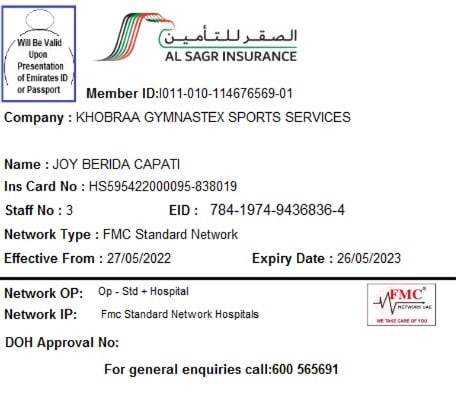 Will Be Valid
Upon
Presentation
of Emirates ID
or Passport
الصقر للتأمين
AL SAGR INSURANCE
Member ID:I011-010-114676569-01
Company : KHOBRAA GYMNASTEX SPORTS SERVICES
Name : JOY BERIDA CAPATI
Ins Card No : HS595422000095-838019
Staff No : 3 EID : 784-1974-9436836-4
Network Type : FMC Standard Network
Effective From : 27/05/2022 Expiry Date : 26/05/2023
Network OP: Op - Std + Hospital
Network IP: Fmc Standard Network Hospitals
FMC®
NETWORK UAE
WE TAKE CARE OF YOU
DOH Approval No:
For general enquiries call:600 565691